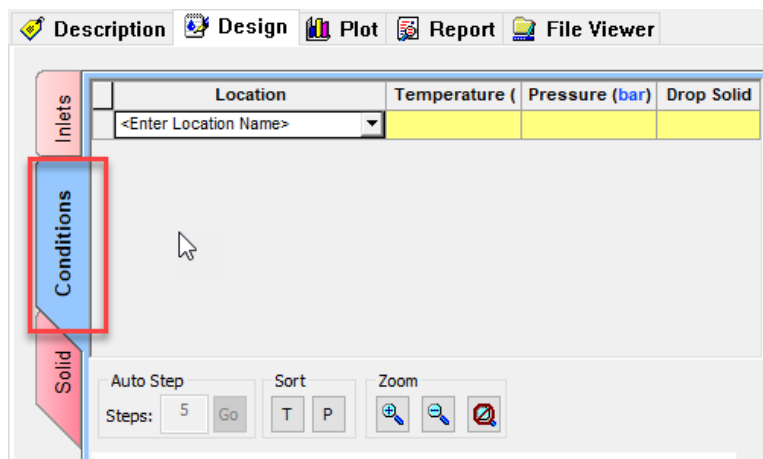 Description Design Plot Report File Viewer
Inlets
Conditions
Solid
Location Temperature ( Pressure (bar) Drop Solid
<Enter Location Name>
Auto Step Sort Zoom
Steps: 5 Go T P